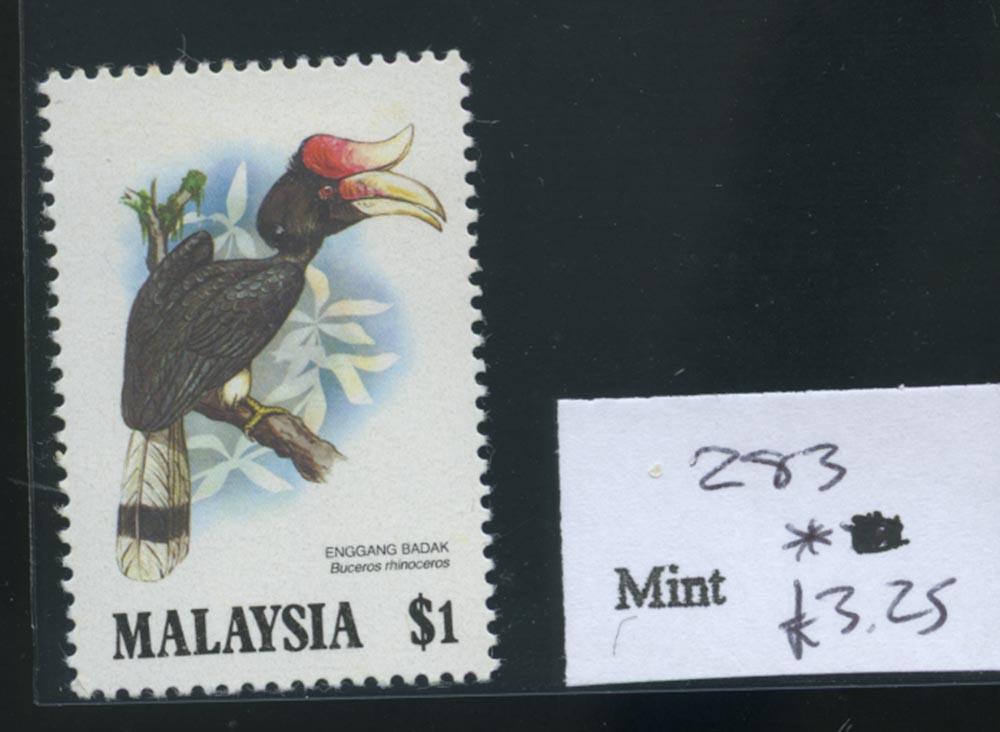 ENGGANG BADAK
Buceros rhinoceros
MALAYSIA $1
283
*
Mint £3.25